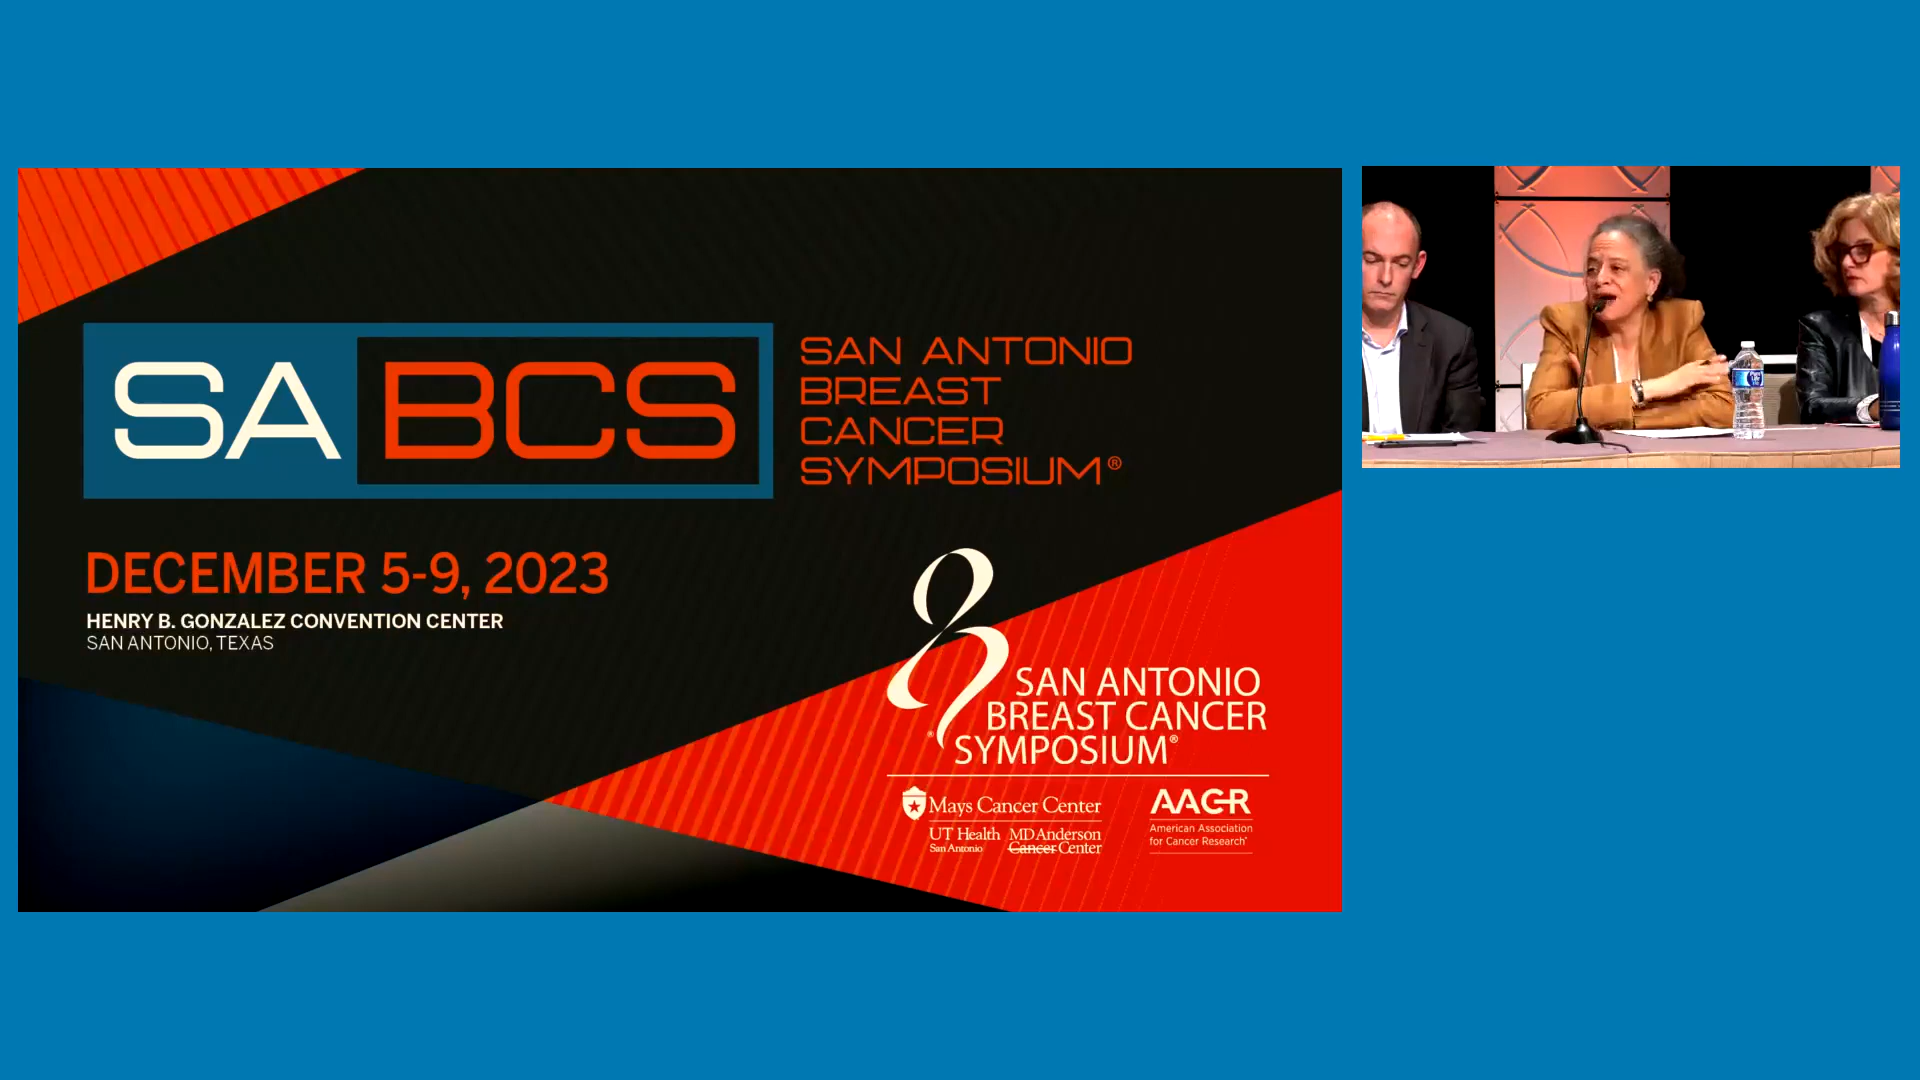 SA BCS
SAN ANTONIO
BREAST
CANCER
SYMPOSIUM®
DECEMBER 5-9, 2023
HENRY B. GONZALEZ CONVENTION CENTER
SAN ANTONIO, TEXAS
SAN ANTONIO
BREAST CANCER
® SYMPOSIUM®
Mays Cancer Center
UT Health
San Antonio
MD Anderson
Cancer Center
AACR
American Association
for Cancer Research®